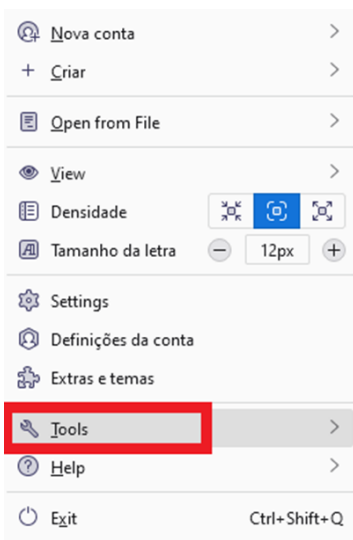 Nova conta
Criar
Open from File
View
Densidade
Tamanho da letra 12px
Settings
Definições da conta
Extras e temas
Tools
Help
Exit Ctrl+Shift+Q